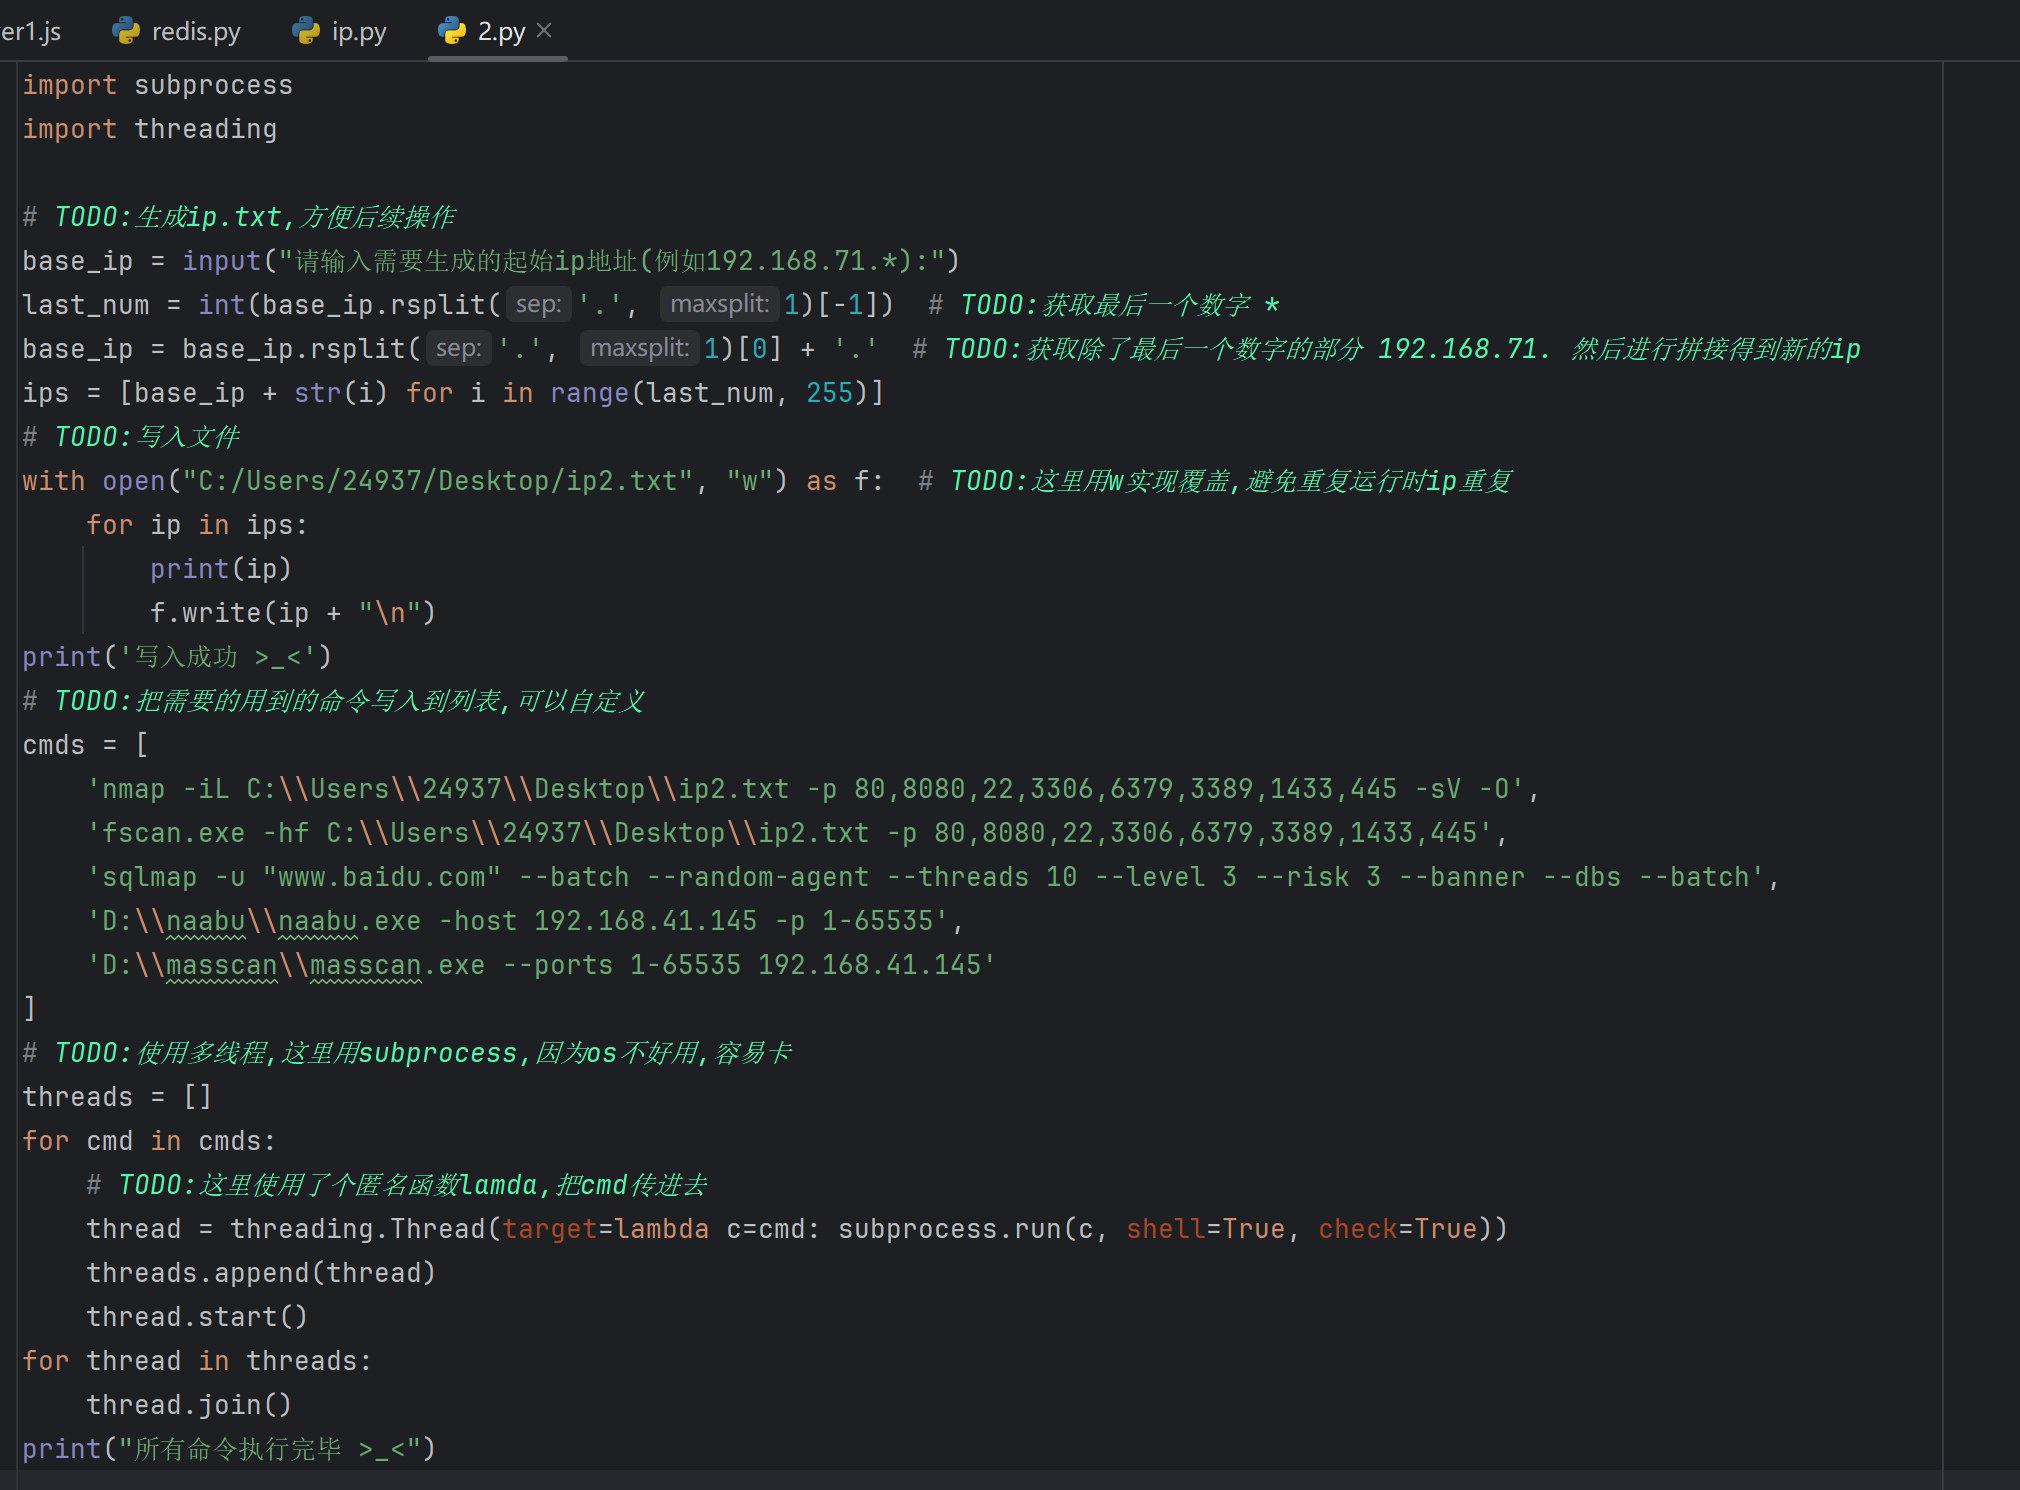 er1.js redis.py ip.py 2.py
import subprocess
import threading
# TODO:生成ip.txt,方便后续操作
base_ip = input("请输入需要生成的起始ip地址(例如192.168.71.*):")
last_num = int(base_ip.rsplit( sep: '.', maxsplit: 1)[-1])  # TODO:获取最后一个数字 *
base_ip = base_ip.rsplit( sep: '.', maxsplit: 1)[0] + '.'  # TODO:获取除了最后一个数字的部分 192.168.71. 然后进行拼接得到新的ip
ips = [base_ip + str(i) for i in range(last_num, 255)]
# TODO:写入文件
with open("C:/Users/24937/Desktop/ip2.txt", "w") as f:  # TODO:这里用w实现覆盖,避免重复运行时ip重复
    for ip in ips:
        print(ip)
        f.write(ip + "\n")
print('写入成功 >_<')
# TODO:把需要的用到的命令写入到列表,可以自定义
cmds = [
    'nmap -iL C:\\Users\\24937\\Desktop\\ip2.txt -p 80,8080,22,3306,6379,3389,1433,445 -sV -O',
    'fscan.exe -hf C:\\Users\\24937\\Desktop\\ip2.txt -p 80,8080,22,3306,6379,3389,1433,445',
    'sqlmap -u "www.baidu.com" --batch --random-agent --threads 10 --level 3 --risk 3 --banner --dbs --batch',
    'D:\\naabu\\naabu.exe -host 192.168.41.145 -p 1-65535',
    'D:\\masscan\\masscan.exe --ports 1-65535 192.168.41.145'
]
# TODO:使用多线程,这里用subprocess,因为os不好用,容易卡
threads = []
for cmd in cmds:
    # TODO:这里使用了个匿名函数lamda,把cmd传进去
    thread = threading.Thread(target=lambda c=cmd: subprocess.run(c, shell=True, check=True))
    threads.append(thread)
    thread.start()
for thread in threads:
    thread.join()
print("所有命令执行完毕 >_<")